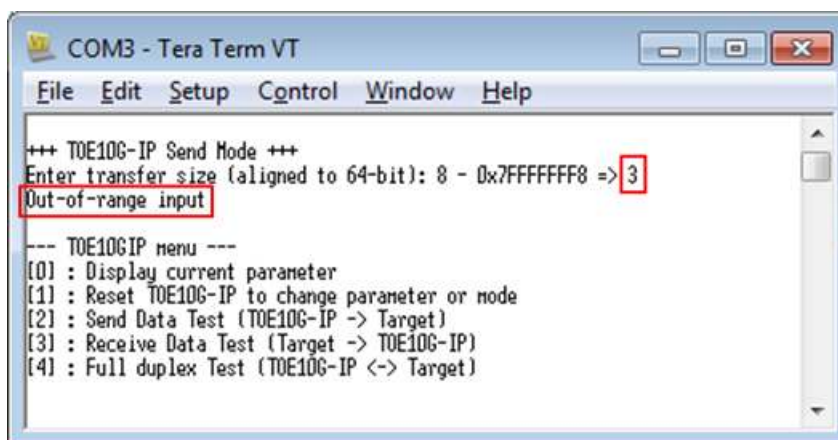 COM3 - Tera Term VT
File Edit Setup Control Window Help
+++ TOE10G-IP Send Mode +++
Enter transfer size (aligned to 64-bit): 8 - 0x7FFFFFFF8 => 3
Out-of-range input
--- TOE10GIP menu ---
[0] : Display current parameter
[1] : Reset TOE10G-IP to change parameter or mode
[2] : Send Data Test (TOE10G-IP -> Target)
[3] : Receive Data Test (Target -> TOE10G-IP)
[4] : Full duplex Test (TOE10G-IP <-> Target)